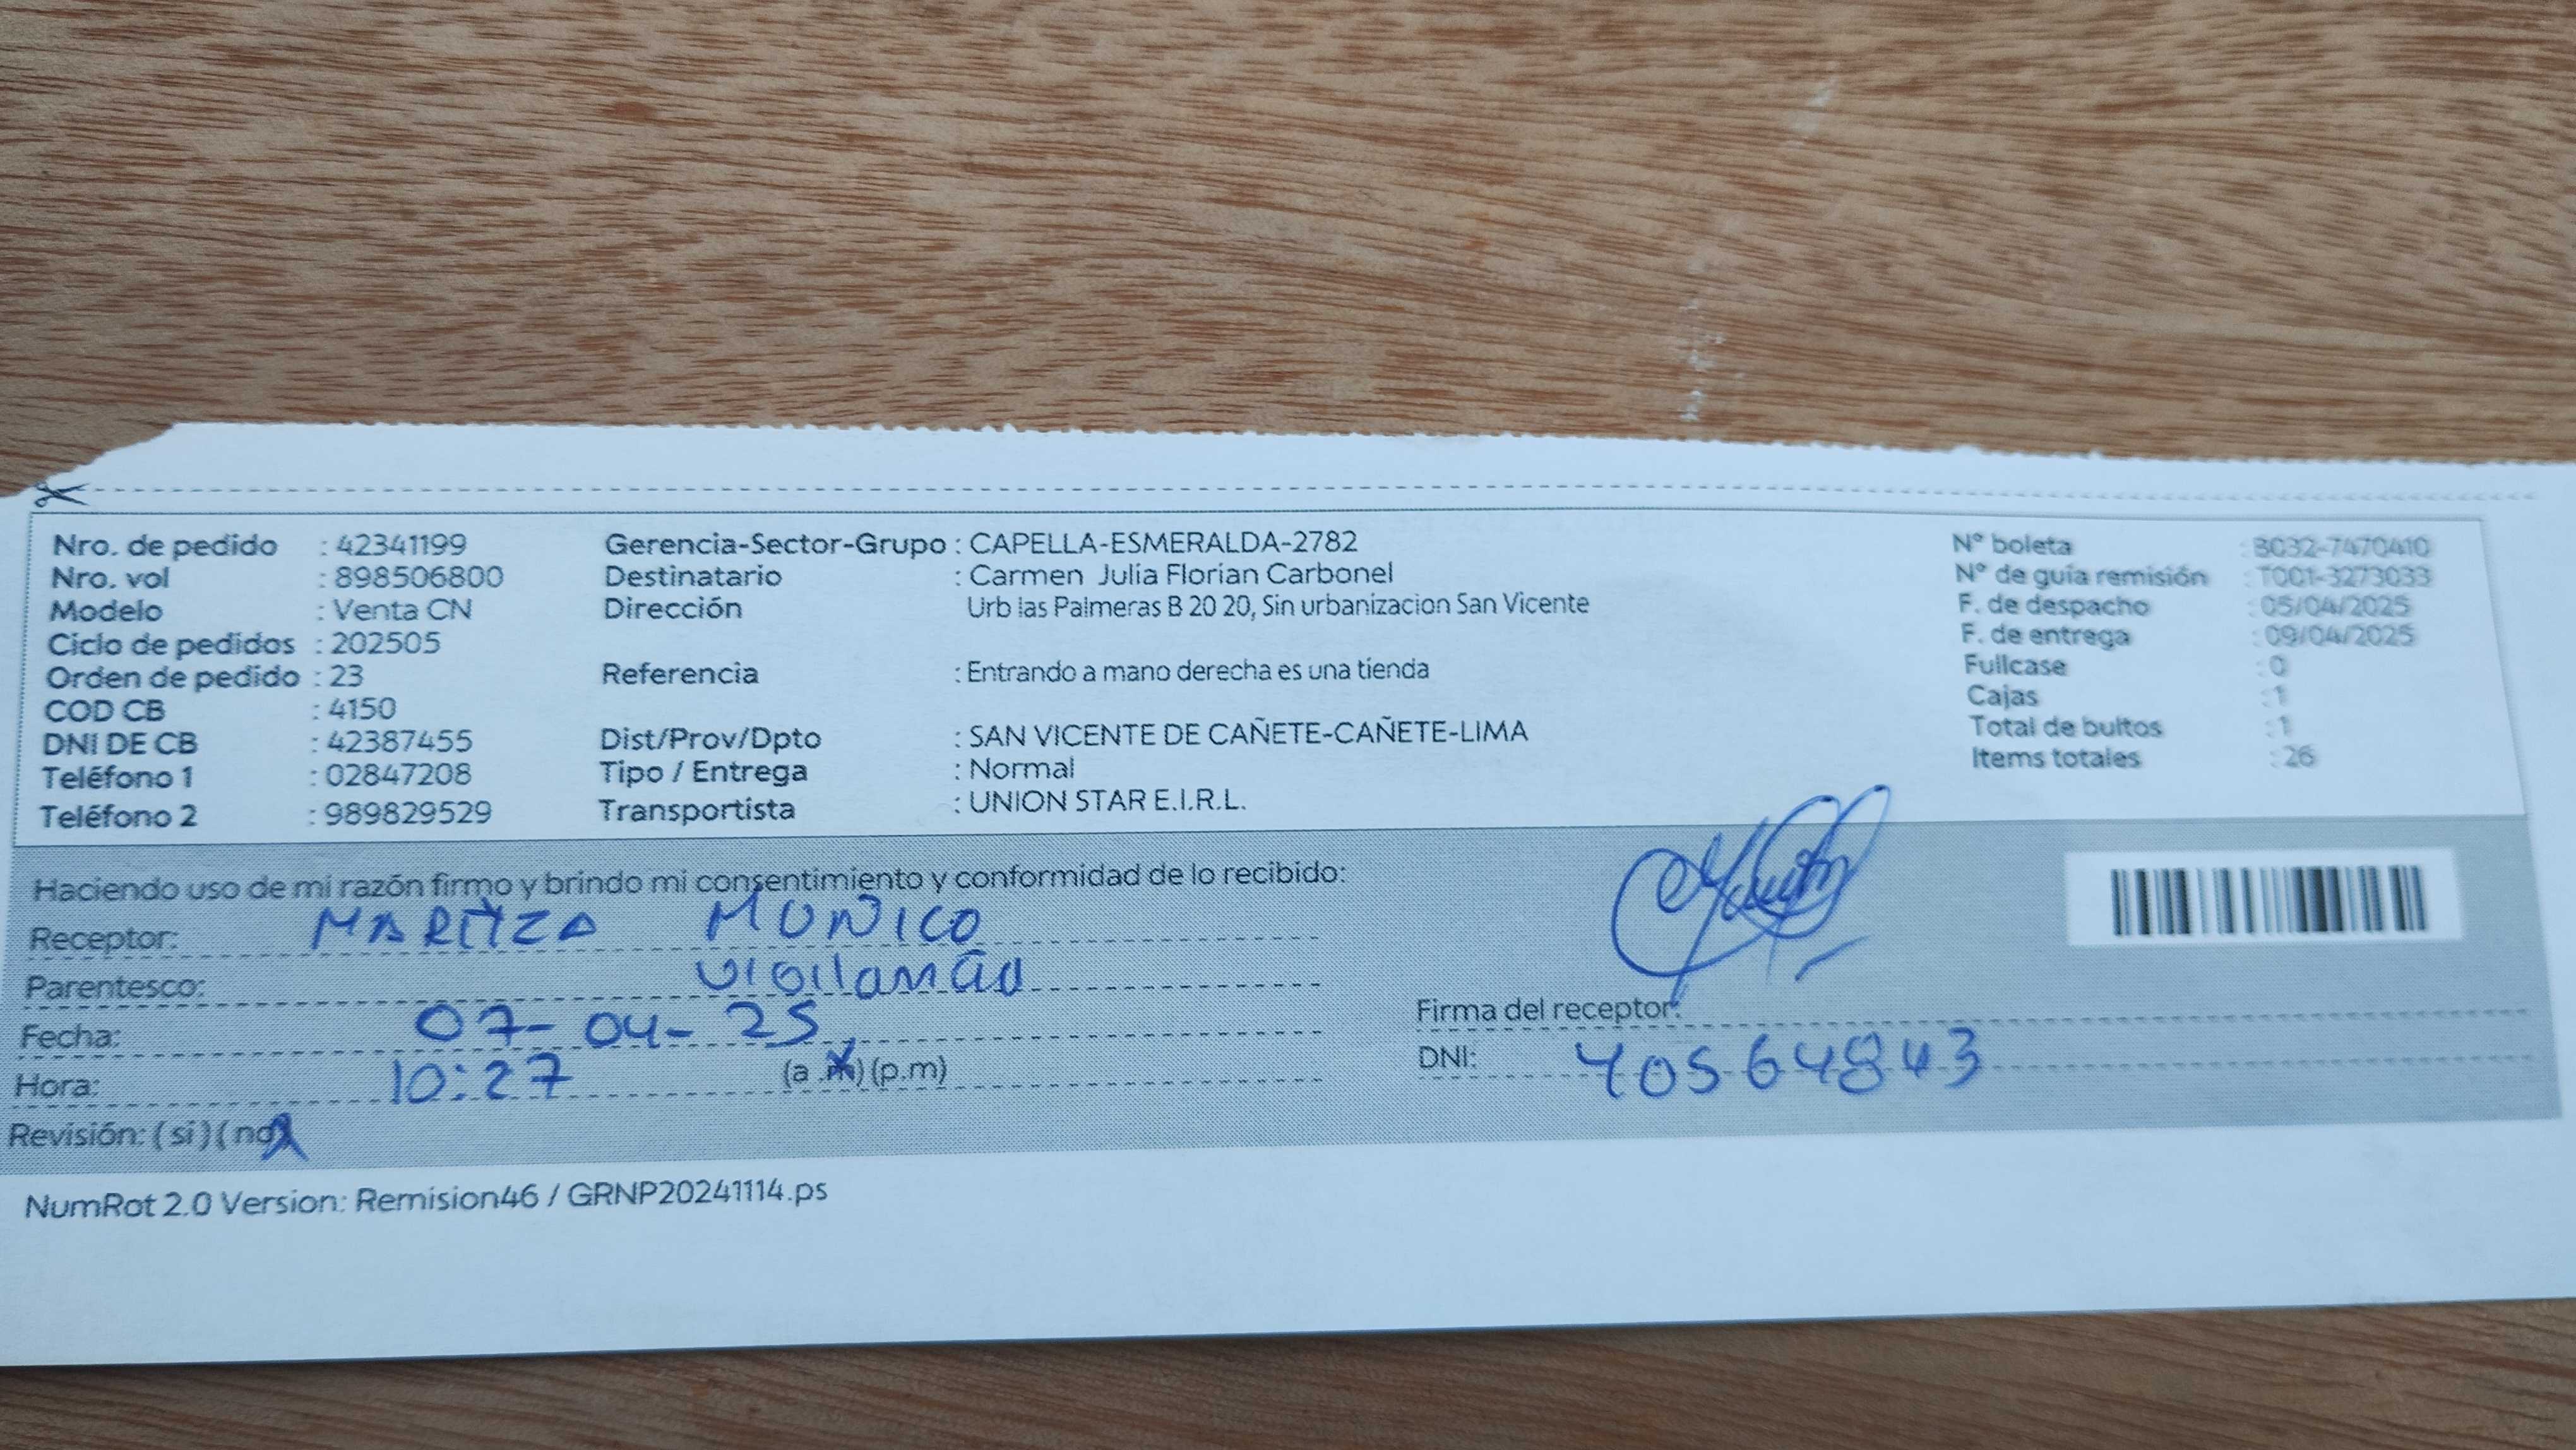 Nro. de pedido : 42341199 Gerencia-Sector-Grupo : CAPELLA-ESMERALDA-2782 N° boleta : B032-7470410
Nro. vol : 898506800 Destinatario : Carmen Julia Florian Carbonel N° de guía remisión : T001-3273033
Modelo : Venta CN Dirección Urb las Palmeras B 20 20, Sin urbanizacion San Vicente F. de despacho : 05/04/2025
Ciclo de pedidos : 202505 F. de entrega : 09/04/2025
Orden de pedido : 23 Referencia : Entrando a mano derecha es una tienda Fullcase : 0
COD CB : 4150 Cajas : 1
DNI DE CB : 42387455 Dist/Prov/Dpto : SAN VICENTE DE CAÑETE-CAÑETE-LIMA Total de bultos : 1
Teléfono 1 : 02847208 Tipo / Entrega : Normal Items totales : 26
Teléfono 2 : 989829529 Transportista : UNION STAR E.I.R.L.
Haciendo uso de mi razón firmo y brindo mi consentimiento y conformidad de lo recibido:
Receptor: MARITZA MUNICO
Parentesco:
Fecha: 07-04-25 Firma del receptor:
Hora: 10:27 (a.m) (p.m) DNI: 40564843
Revisión: (si) (no)
NumRot 2.0 Version: Remision46 / GRNP20241114.ps